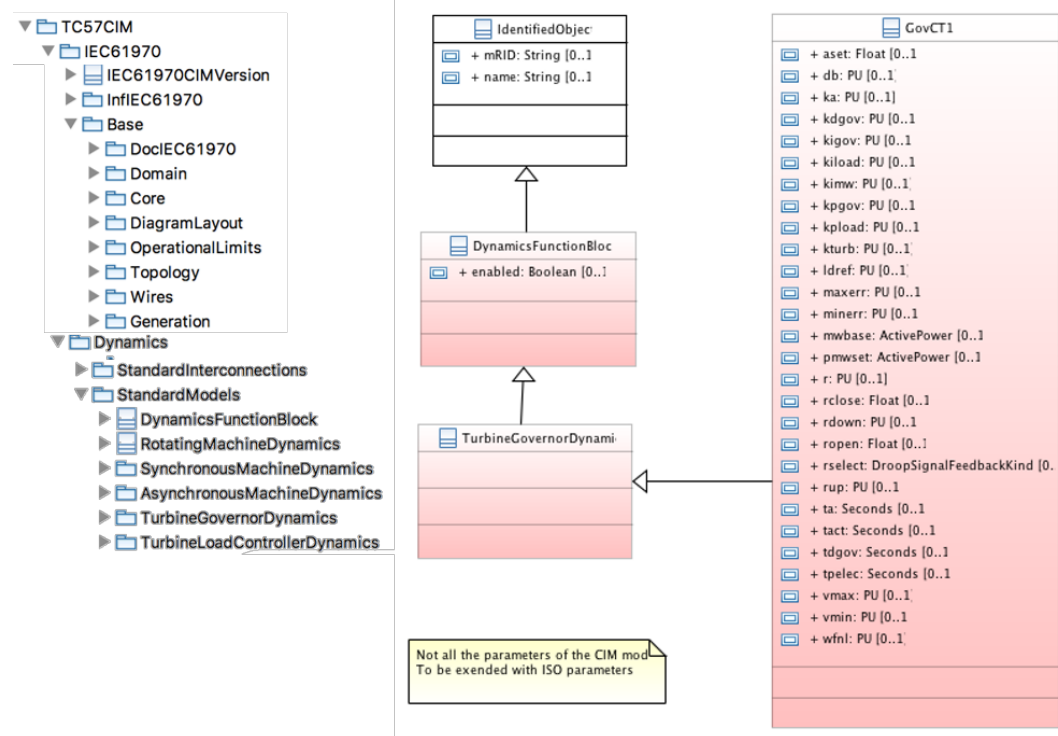 TC57CIM
IEC61970
IEC61970CIMVersion
InfIEC61970
Base
DocIEC61970
Domain
Core
DiagramLayout
OperationalLimits
Topology
Wires
Generation
Dynamics
StandardInterconnections
StandardModels
DynamicsFunctionBlock
RotatingMachineDynamics
SynchronousMachineDynamics
AsynchronousMachineDynamics
TurbineGovernorDynamics
TurbineLoadControllerDynamics
IdentifiedObjec
+ mRID: String [0..1
+ name: String [0..1
DynamicsFunctionBloc
+ enabled: Boolean [0..1
TurbineGovernorDynami
Not all the parameters of the CIM mod
To be exended with ISO parameters
GovCT1
+ aset: Float [0..1
+ db: PU [0..1
+ ka: PU [0..1]
+ kdgov: PU [0..1
+ kigov: PU [0..1
+ kiload: PU [0..1
+ kimw: PU [0..1
+ kpgov: PU [0..1
+ kpload: PU [0..1
+ kturb: PU [0..1
+ ldref: PU [0..1
+ maxerr: PU [0..1
+ minerr: PU [0..1
+ mwbase: ActivePower [0..1
+ pmwset: ActivePower [0..1
+ r: PU [0..1]
+ rclose: Float [0..1
+ rdown: PU [0..1
+ ropen: Float [0..1
+ rselect: DroopSignalFeedbackKind [0.
+ rup: PU [0..1
+ ta: Seconds [0..1
+ tact: Seconds [0..1
+ tdgov: Seconds [0..1
+ tpelec: Seconds [0..1
+ vmax: PU [0..1
+ vmin: PU [0..1
+ wfnl: PU [0..1